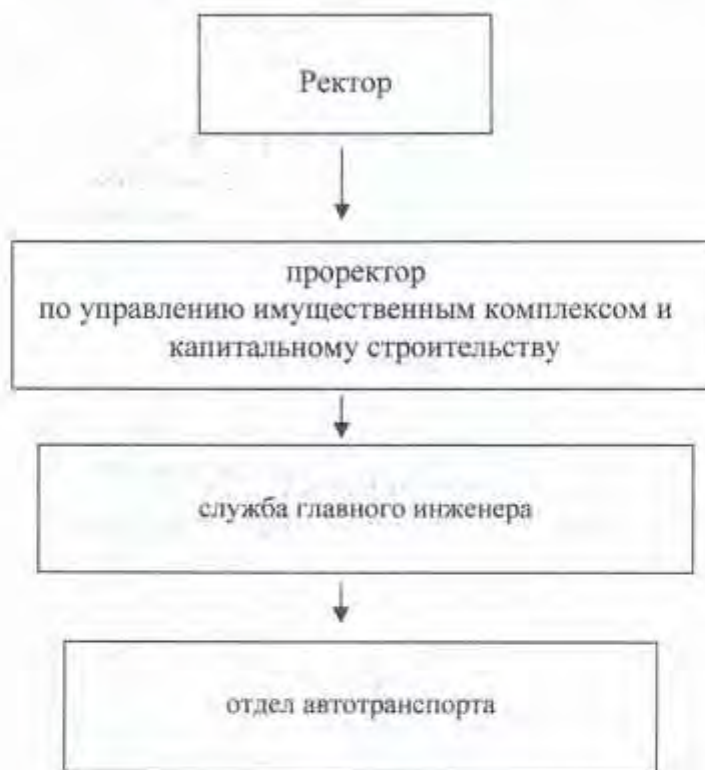 Ректор
проректор
по управлению имущественным комплексом и
капитальному строительству
служба главного инженера
отдел автотранспорта